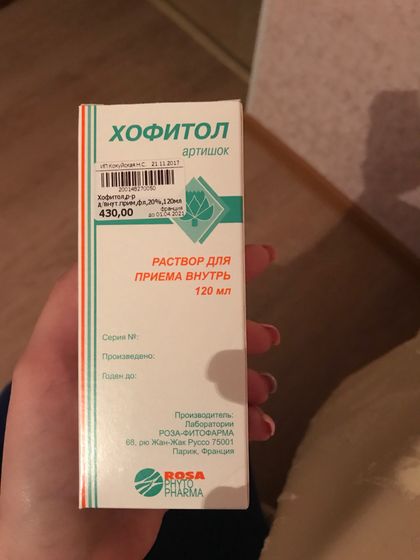 ХОФИТОЛ
артишок
ИП Кокуйская Н.С. 21.11.2017
200148270050
Хофитол,р-р
д/внут.прим,фл,20%,120мл
430,00
франция
до 01.04.2021
РАСТВОР ДЛЯ
ПРИЕМА ВНУТРЬ
120 мл
Серия №:
Произведено:
Годен до:
Производитель:
Лаборатории
РОЗА-ФИТОФАРМА
68, рю Жан-Жак Руссо 75001
Париж, Франция
ROSA
PHYTO
PHARMA